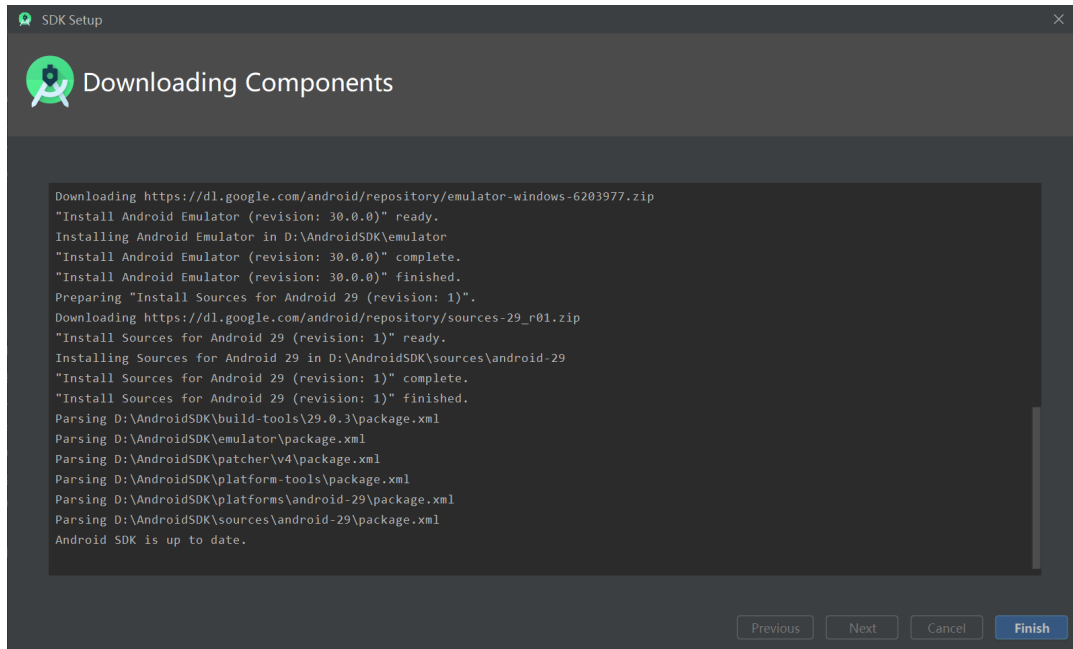 SDK Setup
Downloading Components
Downloading https://dl.google.com/android/repository/emulator-windows-6203977.zip
"Install Android Emulator (revision: 30.0.0)" ready.
Installing Android Emulator in D:\AndroidSDK\emulator
"Install Android Emulator (revision: 30.0.0)" complete.
"Install Android Emulator (revision: 30.0.0)" finished.
Preparing "Install Sources for Android 29 (revision: 1)".
Downloading https://dl.google.com/android/repository/sources-29_r01.zip
"Install Sources for Android 29 (revision: 1)" ready.
Installing Sources for Android 29 in D:\AndroidSDK\sources\android-29
"Install Sources for Android 29 (revision: 1)" complete.
"Install Sources for Android 29 (revision: 1)" finished.
Parsing D:\AndroidSDK\build-tools\29.0.3\package.xml
Parsing D:\AndroidSDK\emulator\package.xml
Parsing D:\AndroidSDK\patcher\v4\package.xml
Parsing D:\AndroidSDK\platform-tools\package.xml
Parsing D:\AndroidSDK\platforms\android-29\package.xml
Parsing D:\AndroidSDK\sources\android-29\package.xml
Android SDK is up to date.
Previous Next Cancel Finish